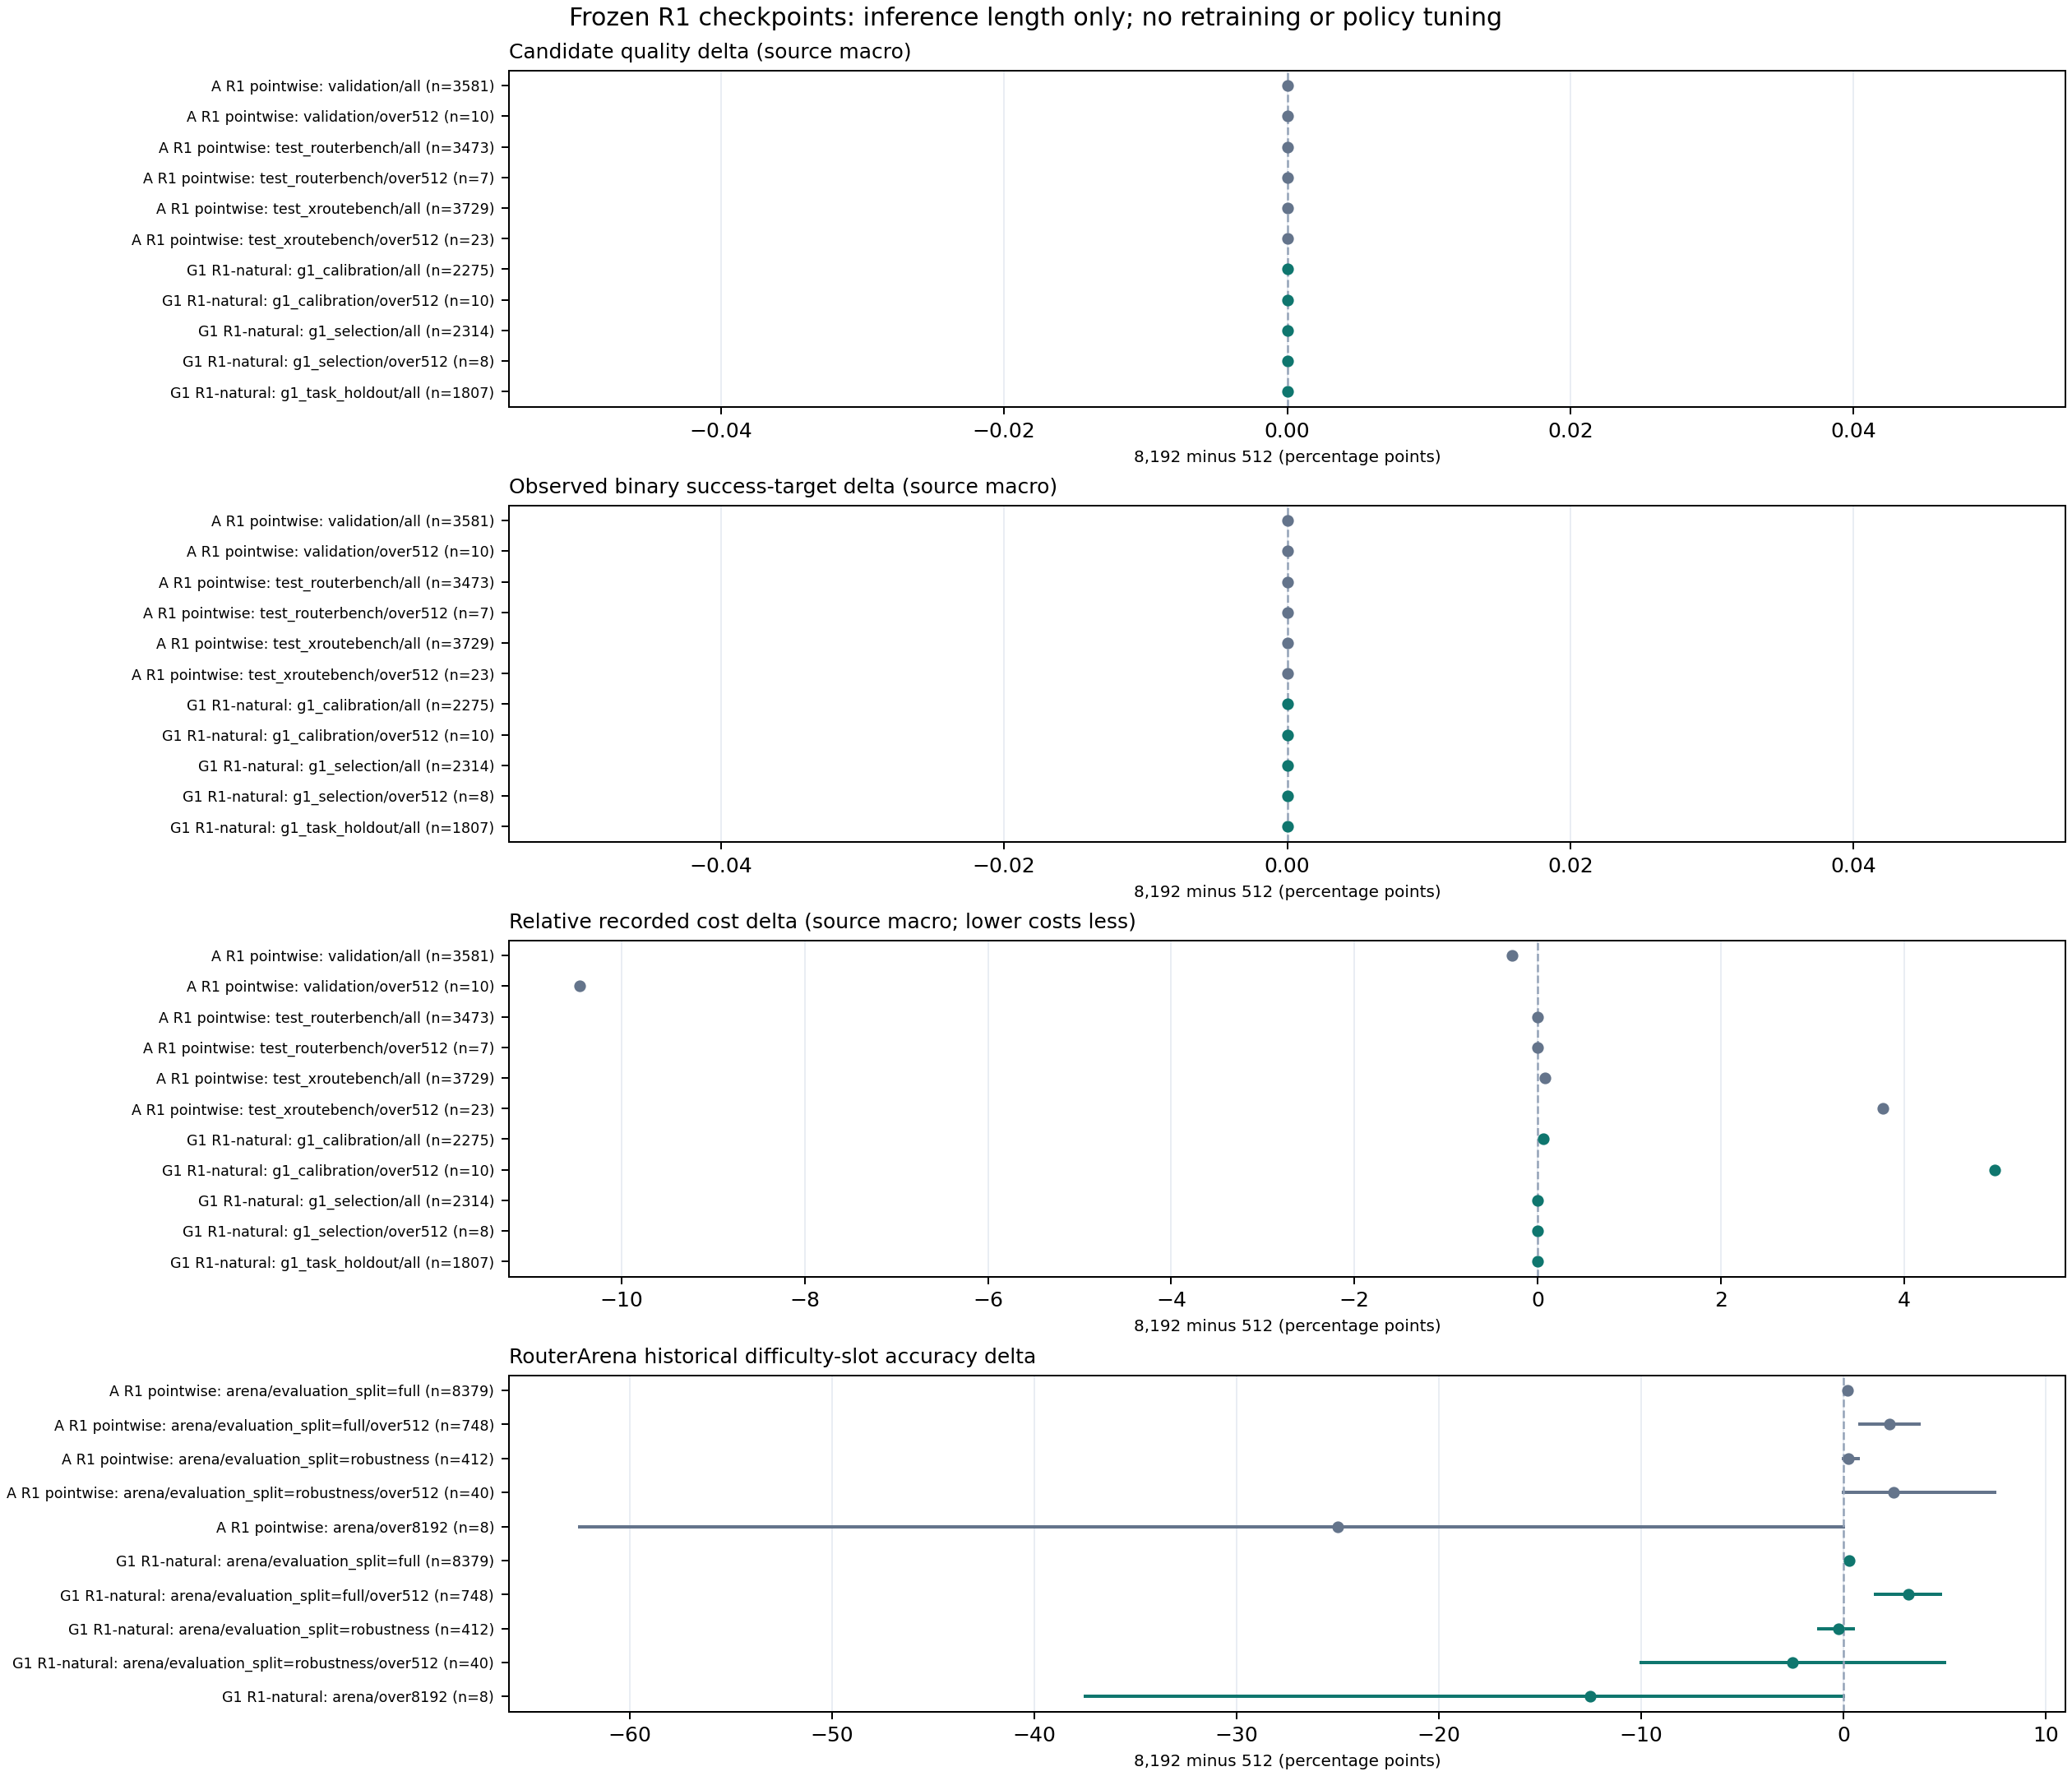 Frozen R1 checkpoints: inference length only; no retraining or policy tuning
Candidate quality delta (source macro)
A R1 pointwise: validation/all (n=3581)
A R1 pointwise: validation/over512 (n=10)
A R1 pointwise: test_routerbench/all (n=3473)
A R1 pointwise: test_routerbench/over512 (n=7)
A R1 pointwise: test_xroutebench/all (n=3729)
A R1 pointwise: test_xroutebench/over512 (n=23)
G1 R1-natural: g1_calibration/all (n=2275)
G1 R1-natural: g1_calibration/over512 (n=10)
G1 R1-natural: g1_selection/all (n=2314)
G1 R1-natural: g1_selection/over512 (n=8)
G1 R1-natural: g1_task_holdout/all (n=1807)
−0.04 −0.02 0.00 0.02 0.04
8,192 minus 512 (percentage points)
Observed binary success-target delta (source macro)
A R1 pointwise: validation/all (n=3581)
A R1 pointwise: validation/over512 (n=10)
A R1 pointwise: test_routerbench/all (n=3473)
A R1 pointwise: test_routerbench/over512 (n=7)
A R1 pointwise: test_xroutebench/all (n=3729)
A R1 pointwise: test_xroutebench/over512 (n=23)
G1 R1-natural: g1_calibration/all (n=2275)
G1 R1-natural: g1_calibration/over512 (n=10)
G1 R1-natural: g1_selection/all (n=2314)
G1 R1-natural: g1_selection/over512 (n=8)
G1 R1-natural: g1_task_holdout/all (n=1807)
−0.04 −0.02 0.00 0.02 0.04
8,192 minus 512 (percentage points)
Relative recorded cost delta (source macro; lower costs less)
A R1 pointwise: validation/all (n=3581)
A R1 pointwise: validation/over512 (n=10)
A R1 pointwise: test_routerbench/all (n=3473)
A R1 pointwise: test_routerbench/over512 (n=7)
A R1 pointwise: test_xroutebench/all (n=3729)
A R1 pointwise: test_xroutebench/over512 (n=23)
G1 R1-natural: g1_calibration/all (n=2275)
G1 R1-natural: g1_calibration/over512 (n=10)
G1 R1-natural: g1_selection/all (n=2314)
G1 R1-natural: g1_selection/over512 (n=8)
G1 R1-natural: g1_task_holdout/all (n=1807)
−10 −8 −6 −4 −2 0 2 4
8,192 minus 512 (percentage points)
RouterArena historical difficulty-slot accuracy delta
A R1 pointwise: arena/evaluation_split=full (n=8379)
A R1 pointwise: arena/evaluation_split=full/over512 (n=748)
A R1 pointwise: arena/evaluation_split=robustness (n=412)
A R1 pointwise: arena/evaluation_split=robustness/over512 (n=40)
A R1 pointwise: arena/over8192 (n=8)
G1 R1-natural: arena/evaluation_split=full (n=8379)
G1 R1-natural: arena/evaluation_split=full/over512 (n=748)
G1 R1-natural: arena/evaluation_split=robustness (n=412)
G1 R1-natural: arena/evaluation_split=robustness/over512 (n=40)
G1 R1-natural: arena/over8192 (n=8)
−60 −50 −40 −30 −20 −10 0 10
8,192 minus 512 (percentage points)